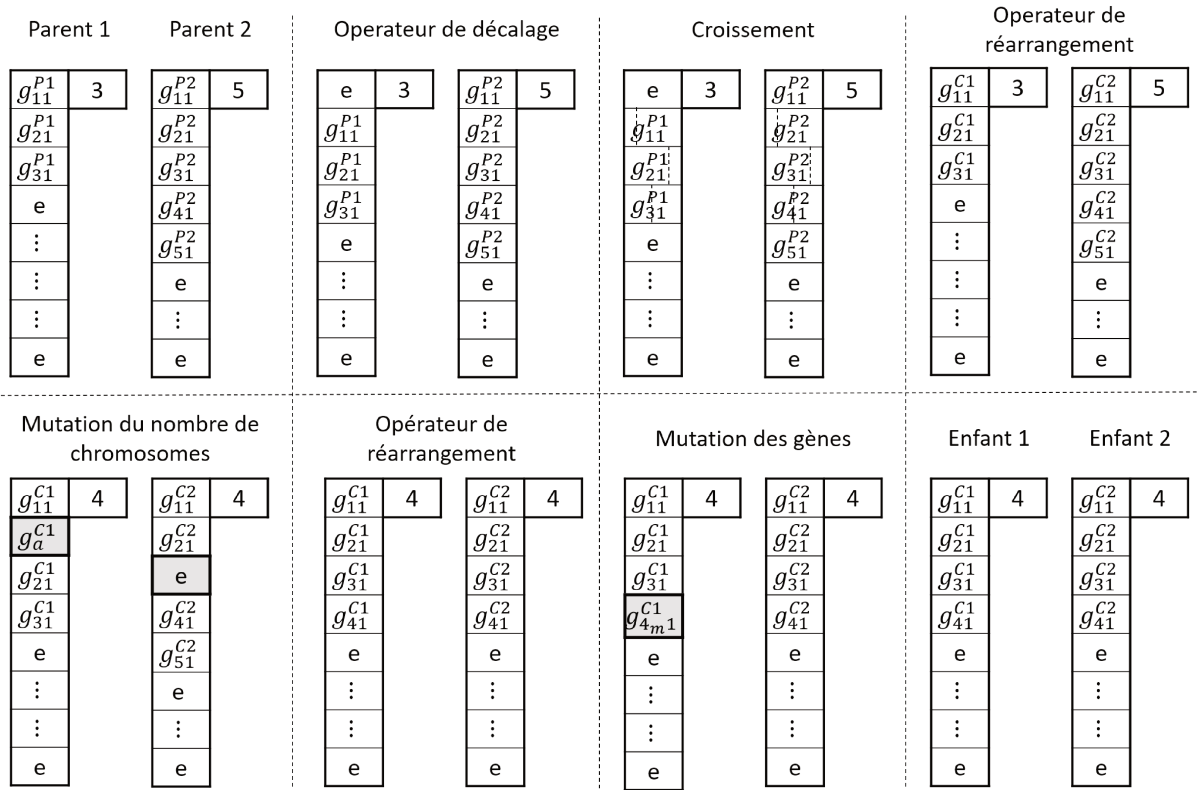 Parent 1 Parent 2
g_{11}^{P1} 3 g_{11}^{P2} 5
g_{21}^{P1} g_{21}^{P2}
g_{31}^{P1} g_{31}^{P2}
e g_{41}^{P2}
⋮ g_{51}^{P2}
⋮ e
⋮ ⋮
e e
Operateur de décalage
e 3 g_{11}^{P2} 5
g_{11}^{P1} g_{21}^{P2}
g_{21}^{P1} g_{31}^{P2}
g_{31}^{P1} g_{41}^{P2}
e g_{51}^{P2}
⋮ e
⋮ ⋮
e e
Croissement
e 3 g_{11}^{P2} 5
g_{11}^{P1} g_{21}^{P2}
g_{21}^{P1} g_{31}^{P2}
g_{31}^{P1} g_{41}^{P2}
e g_{51}^{P2}
⋮ e
⋮ ⋮
e e
Operateur de
réarrangement
g_{11}^{C1} 3 g_{11}^{C2} 5
g_{21}^{C1} g_{21}^{C2}
g_{31}^{C1} g_{31}^{C2}
e g_{41}^{C2}
⋮ g_{51}^{C2}
⋮ e
⋮ ⋮
e e
Mutation du nombre de
chromosomes
g_{11}^{C1} 4 g_{11}^{C2} 4
g_{a}^{C1} g_{21}^{C2}
g_{21}^{C1} e
g_{31}^{C1} g_{41}^{C2}
e g_{51}^{C2}
⋮ e
⋮ ⋮
e e
Opérateur de
réarrangement
g_{11}^{C1} 4 g_{11}^{C2} 4
g_{21}^{C1} g_{21}^{C2}
g_{31}^{C1} g_{31}^{C2}
g_{41}^{C1} g_{41}^{C2}
e e
⋮ ⋮
⋮ ⋮
e e
Mutation des gènes
g_{11}^{C1} 4 g_{11}^{C2} 4
g_{21}^{C1} g_{21}^{C2}
g_{31}^{C1} g_{31}^{C2}
g_{4_m1}^{C1} g_{41}^{C2}
e e
⋮ ⋮
⋮ ⋮
e e
Enfant 1 Enfant 2
g_{11}^{C1} 4 g_{11}^{C2} 4
g_{21}^{C1} g_{21}^{C2}
g_{31}^{C1} g_{31}^{C2}
g_{41}^{C1} g_{41}^{C2}
e e
⋮ ⋮
⋮ ⋮
e e